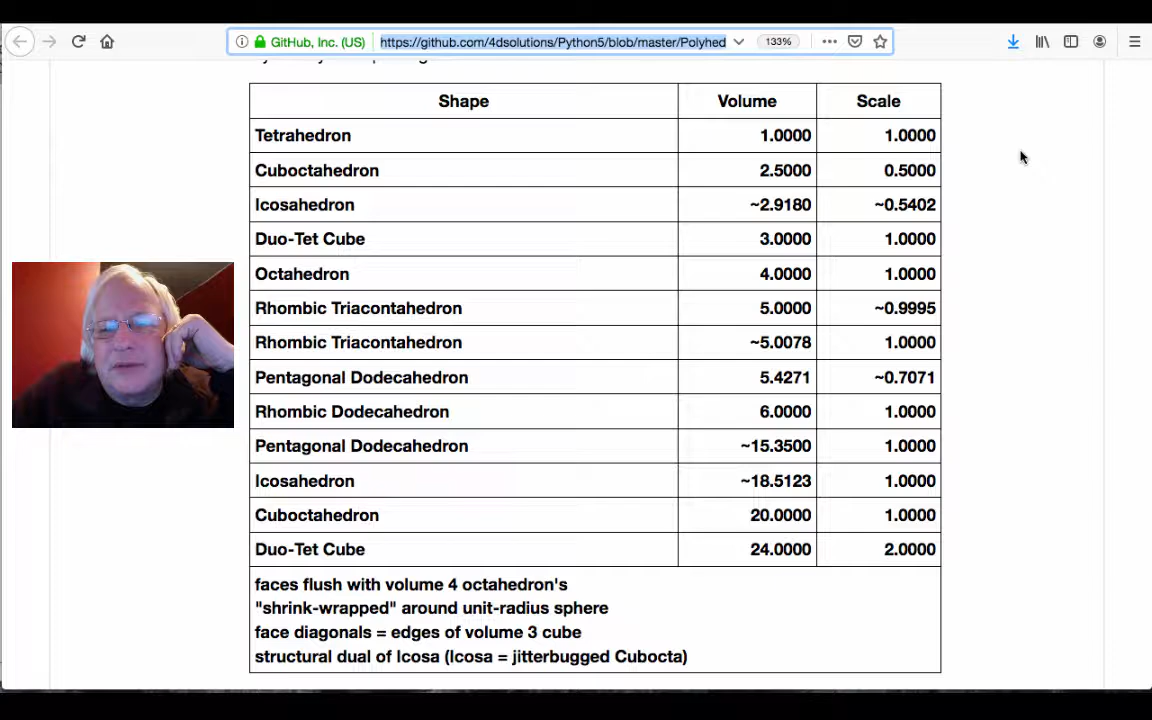 GitHub, Inc. (US) https://github.com/4dsolutions/Python5/blob/master/Polyhed 133%
Shape Volume Scale
Tetrahedron 1.0000 1.0000
Cuboctahedron 2.5000 0.5000
Icosahedron ~2.9180 ~0.5402
Duo-Tet Cube 3.0000 1.0000
Octahedron 4.0000 1.0000
Rhombic Triacontahedron 5.0000 ~0.9995
Rhombic Triacontahedron ~5.0078 1.0000
Pentagonal Dodecahedron 5.4271 ~0.7071
Rhombic Dodecahedron 6.0000 1.0000
Pentagonal Dodecahedron ~15.3500 1.0000
Icosahedron ~18.5123 1.0000
Cuboctahedron 20.0000 1.0000
Duo-Tet Cube 24.0000 2.0000
faces flush with volume 4 octahedron's
"shrink-wrapped" around unit-radius sphere
face diagonals = edges of volume 3 cube
structural dual of Icosa (Icosa = jitterbugged Cubocta)